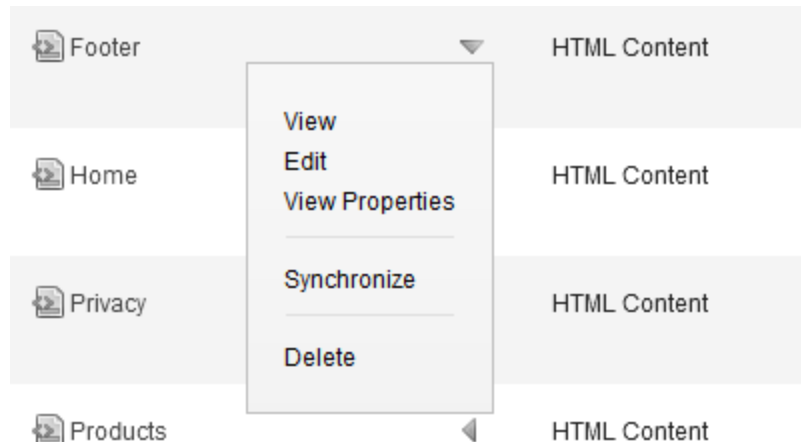 Footer HTML Content
View
Edit
Home HTML Content
View Properties
Synchronize
Privacy HTML Content
Delete
Products HTML Content